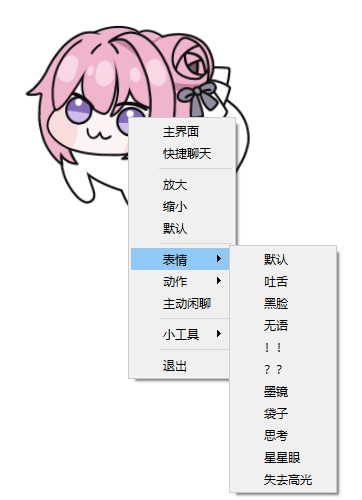 主界面
快捷聊天
放大
缩小
默认
表情
动作
主动闲聊
小工具
退出
默认
吐舌
黑脸
无语
！！
？？
墨镜
袋子
思考
星星眼
失去高光